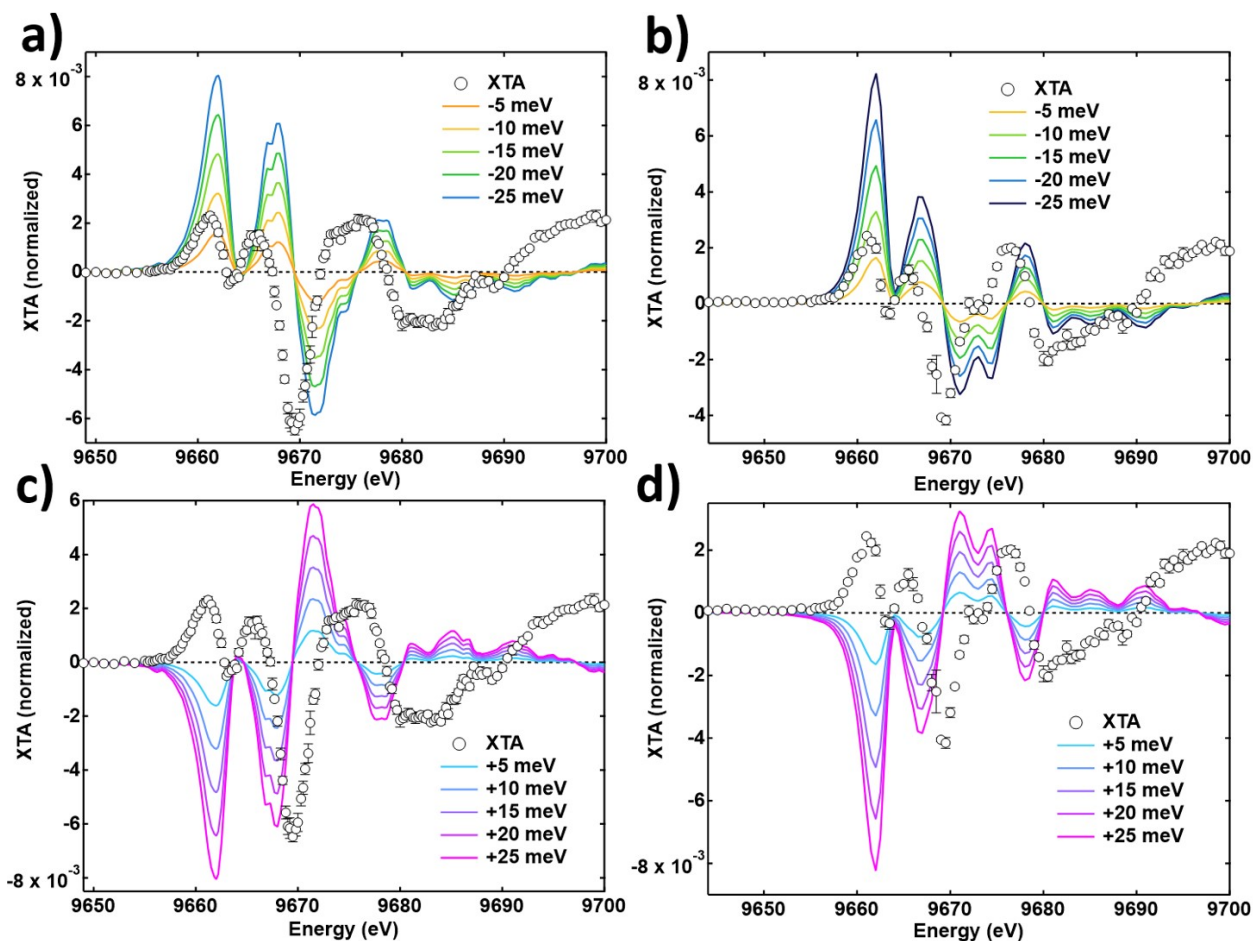 a)
8 x 10-3
6
4
2
0
-2
-4
-6
XTA (normalized)
XTA
-5 meV
-10 meV
-15 meV
-20 meV
-25 meV
9650 9660 9670 9680 9690 9700
Energy (eV)
b)
8 x 10-3
6
4
2
0
-2
-4
XTA (normalized)
XTA
-5 meV
-10 meV
-15 meV
-20 meV
-25 meV
9650 9660 9670 9680 9690 9700
Energy (eV)
c)
6
4
2
0
-2
-4
-6
-8 x 10-3
XTA (normalized)
XTA
+5 meV
+10 meV
+15 meV
+20 meV
+25 meV
9650 9660 9670 9680 9690 9700
Energy (eV)
d)
2
0
-2
-4
-6
-8 x 10-3
XTA (normalized)
XTA
+5 meV
+10 meV
+15 meV
+20 meV
+25 meV
9650 9660 9670 9680 9690 9700
Energy (eV)